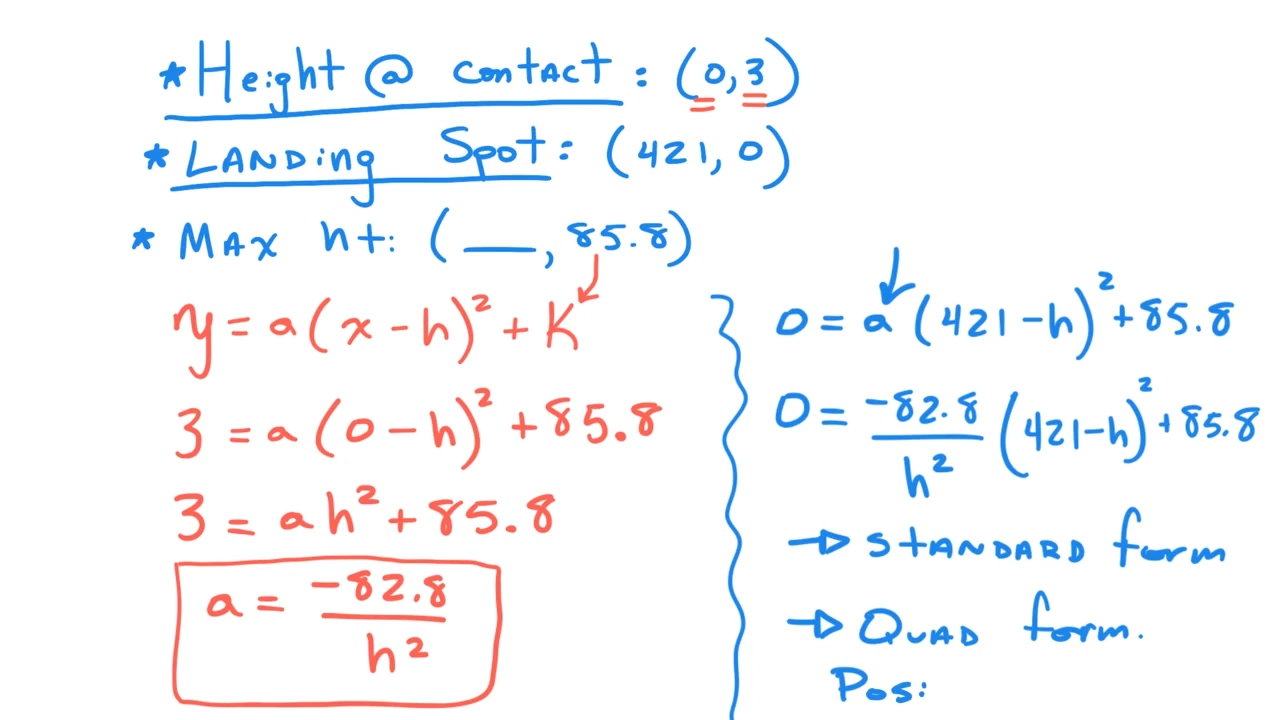 * Height @ contact: (0, 3)
* Landing Spot: (421, 0)
* Max ht: ( ___ , 85.8)
y = a(x - h)² + K
3 = a(0 - h)² + 85.8
3 = ah² + 85.8
a = -82.8 / h²
0 = a(421 - h)² + 85.8
0 = -82.8 / h² (421 - h)² + 85.8
→ Standard form
→ Quad form.
Pos: